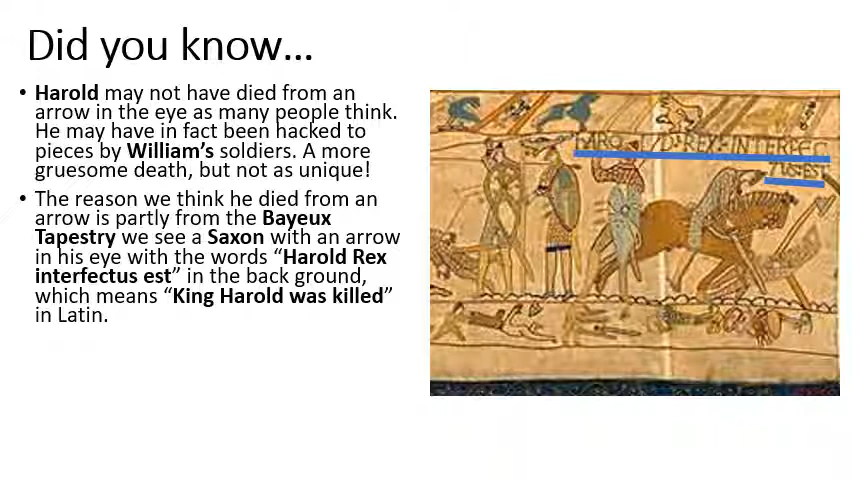 Did you know...
• Harold may not have died from an
arrow in the eye as many people think.
He may have in fact been hacked to
pieces by William's soldiers. A more
gruesome death, but not as unique!
• The reason we think he died from an
arrow is partly from the Bayeux
Tapestry we see a Saxon with an arrow
in his eye with the words “Harold Rex
interfectus est” in the back ground,
which means “King Harold was killed”
in Latin.
REX:INTERFEC
TVS:EST